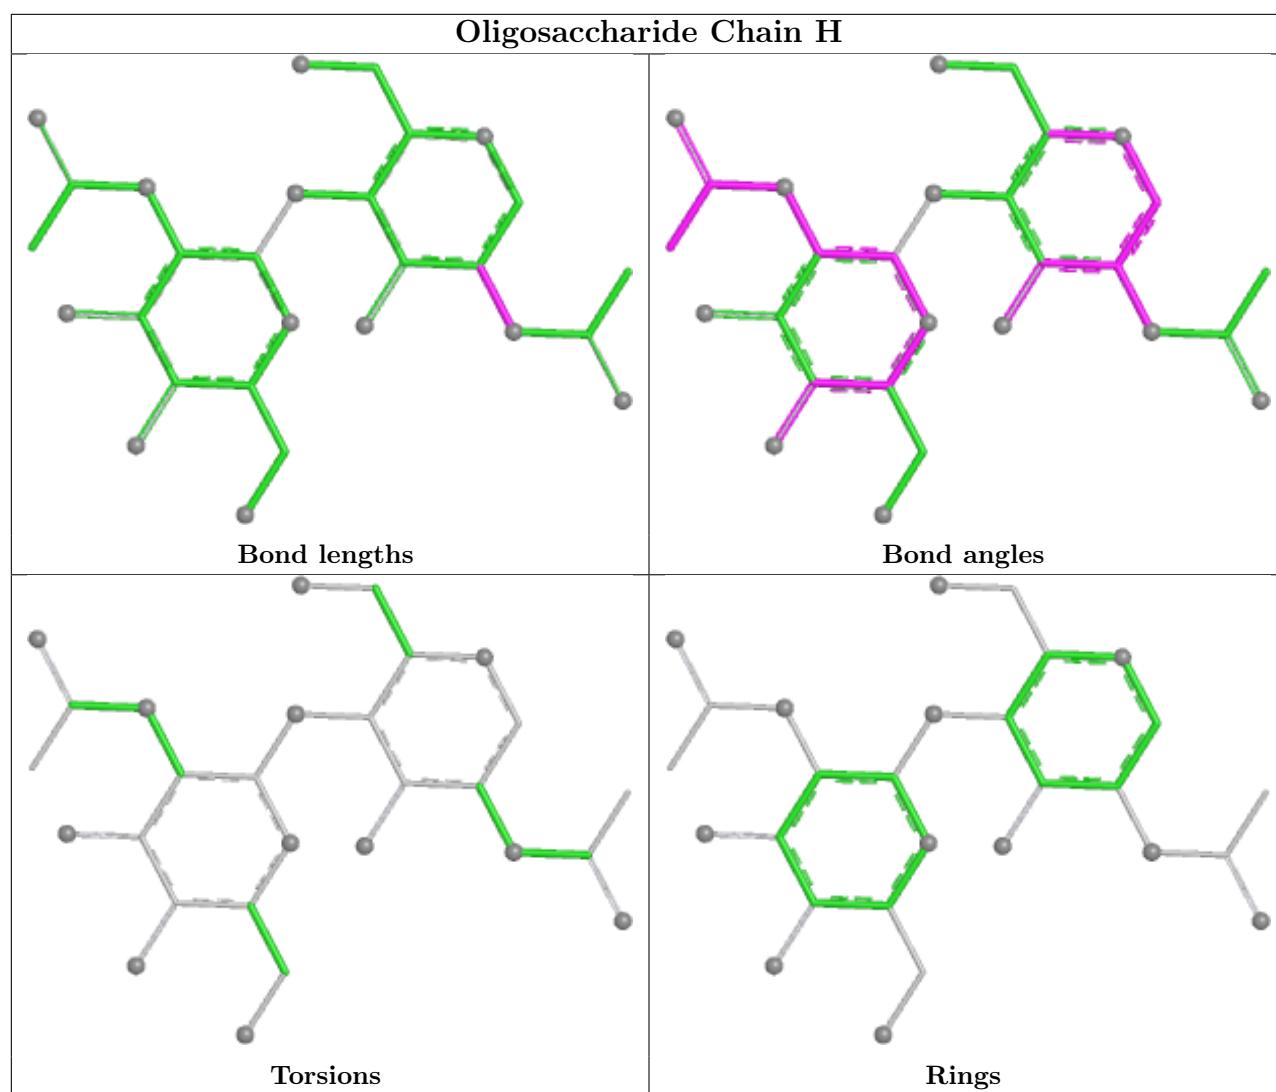 Oligosaccharide Chain H
Bond lengths
Bond angles
Torsions
Rings